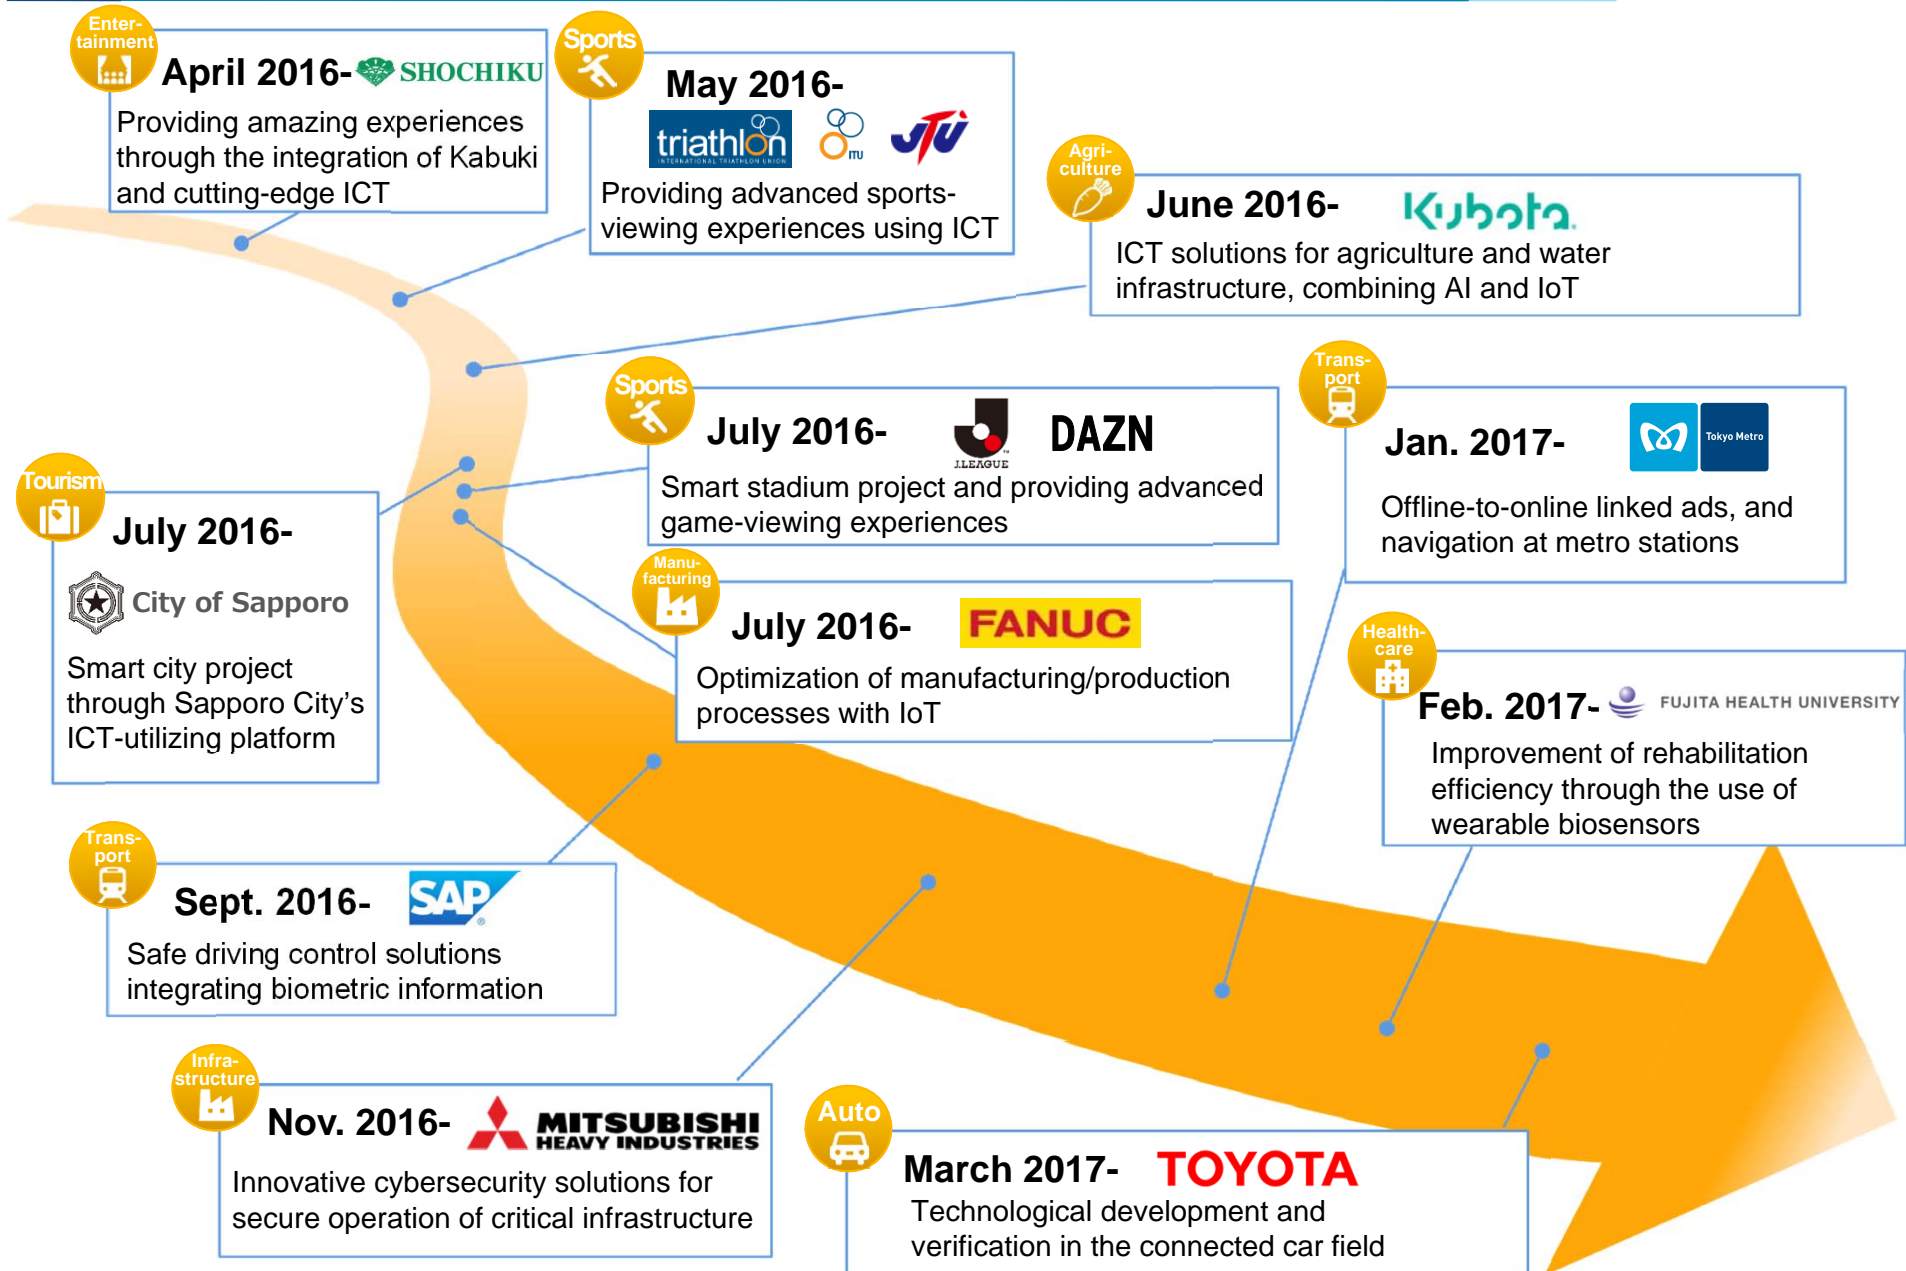 Enter-
tainment
April 2016- SHOCHIKU
Providing amazing experiences
through the integration of Kabuki
and cutting-edge ICT
Sports
May 2016-
triathlon
INTERNATIONAL TRIATHLON UNION
ITU
JTU
Providing advanced sports-
viewing experiences using ICT
Agri-
culture
June 2016- Kubota
ICT solutions for agriculture and water
infrastructure, combining AI and IoT
Sports
July 2016- J.LEAGUE DAZN
Smart stadium project and providing advanced
game-viewing experiences
Trans-
port
Jan. 2017- Tokyo Metro
Offline-to-online linked ads, and
navigation at metro stations
Tourism
July 2016-
City of Sapporo
Smart city project
through Sapporo City's
ICT-utilizing platform
Manu-
facturing
July 2016- FANUC
Optimization of manufacturing/production
processes with IoT
Health-
care
Feb. 2017- FUJITA HEALTH UNIVERSITY
Improvement of rehabilitation
efficiency through the use of
wearable biosensors
Trans-
port
Sept. 2016- SAP®
Safe driving control solutions
integrating biometric information
Infra-
structure
Nov. 2016- MITSUBISHI
HEAVY INDUSTRIES
Innovative cybersecurity solutions for
secure operation of critical infrastructure
Auto
March 2017- TOYOTA
Technological development and
verification in the connected car field